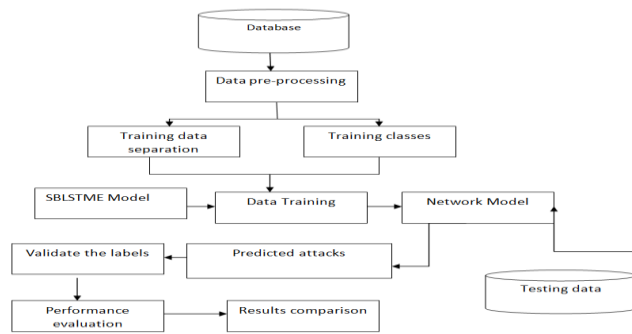 Database
Data pre-processing
Training data
separation
Training classes
SBLSTME Model
Data Training
Network Model
Validate the labels
Predicted attacks
Testing data
Performance
evaluation
Results comparison